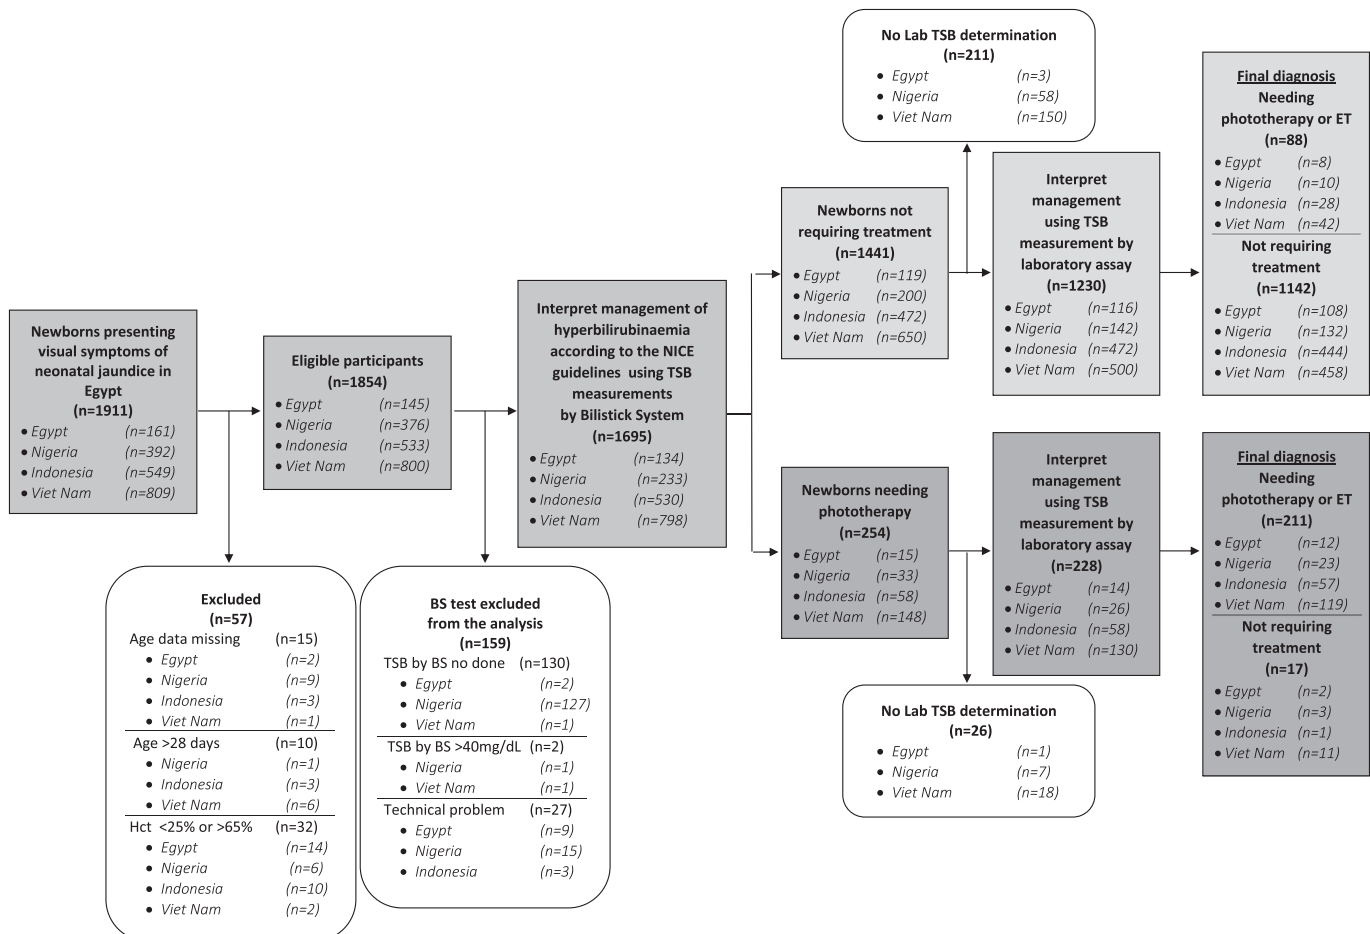 Newborns presenting
visual symptoms of
neonatal jaundice in
Egypt
(n=1911)
• Egypt (n=161)
• Nigeria (n=392)
• Indonesia (n=549)
• Viet Nam (n=809)
Excluded
(n=57)
Age data missing (n=15)
• Egypt (n=2)
• Nigeria (n=9)
• Indonesia (n=3)
• Viet Nam (n=1)
Age >28 days (n=10)
• Nigeria (n=1)
• Indonesia (n=3)
• Viet Nam (n=6)
Hct <25% or >65% (n=32)
• Egypt (n=14)
• Nigeria (n=6)
• Indonesia (n=10)
• Viet Nam (n=2)
Eligible participants
(n=1854)
• Egypt (n=145)
• Nigeria (n=376)
• Indonesia (n=533)
• Viet Nam (n=800)
BS test excluded
from the analysis
(n=159)
TSB by BS no done (n=130)
• Egypt (n=2)
• Nigeria (n=127)
• Viet Nam (n=1)
TSB by BS >40mg/dL (n=2)
• Nigeria (n=1)
• Viet Nam (n=1)
Technical problem (n=27)
• Egypt (n=9)
• Nigeria (n=15)
• Indonesia (n=3)
Interpret management of
hyperbilirubinaemia
according to the NICE
guidelines using TSB
measurements
by Bilistick System
(n=1695)
• Egypt (n=134)
• Nigeria (n=233)
• Indonesia (n=530)
• Viet Nam (n=798)
Newborns not
requiring treatment
(n=1441)
• Egypt (n=119)
• Nigeria (n=200)
• Indonesia (n=472)
• Viet Nam (n=650)
No Lab TSB determination
(n=211)
• Egypt (n=3)
• Nigeria (n=58)
• Viet Nam (n=150)
Interpret
management
using TSB
measurement by
laboratory assay
(n=1230)
• Egypt (n=116)
• Nigeria (n=142)
• Indonesia (n=472)
• Viet Nam (n=500)
Final diagnosis
Needing
phototherapy or ET
(n=88)
• Egypt (n=8)
• Nigeria (n=10)
• Indonesia (n=28)
• Viet Nam (n=42)
Not requiring
treatment
(n=1142)
• Egypt (n=108)
• Nigeria (n=132)
• Indonesia (n=444)
• Viet Nam (n=458)
Newborns needing
phototherapy
(n=254)
• Egypt (n=15)
• Nigeria (n=33)
• Indonesia (n=58)
• Viet Nam (n=148)
No Lab TSB determination
(n=26)
• Egypt (n=1)
• Nigeria (n=7)
• Viet Nam (n=18)
Interpret
management
using TSB
measurement by
laboratory assay
(n=228)
• Egypt (n=14)
• Nigeria (n=26)
• Indonesia (n=58)
• Viet Nam (n=130)
Final diagnosis
Needing
phototherapy or ET
(n=211)
• Egypt (n=12)
• Nigeria (n=23)
• Indonesia (n=57)
• Viet Nam (n=119)
Not requiring
treatment
(n=17)
• Egypt (n=2)
• Nigeria (n=3)
• Indonesia (n=1)
• Viet Nam (n=11)